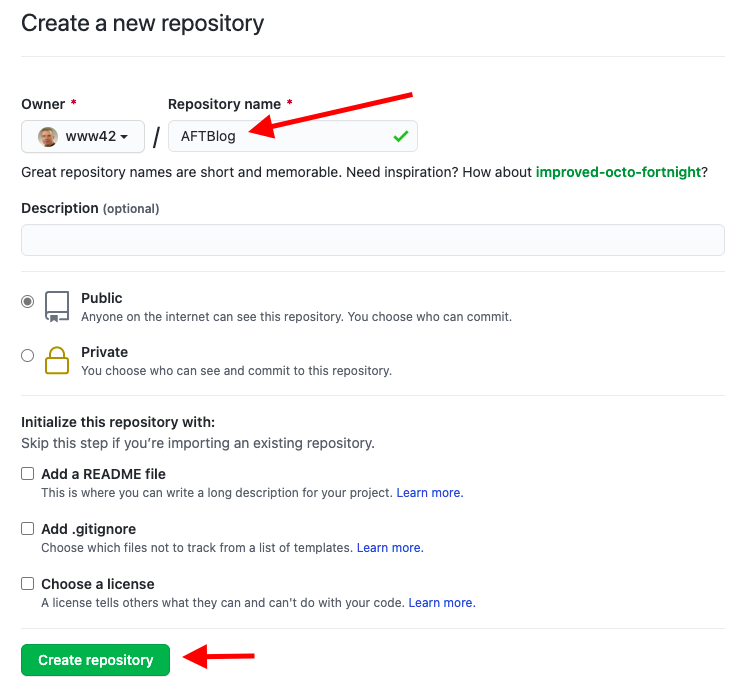 Create a new repository
Owner * Repository name *
www42 / AFTBlog
Great repository names are short and memorable. Need inspiration? How about improved-octo-fortnight?
Description (optional)
Public
Anyone on the internet can see this repository. You choose who can commit.
Private
You choose who can see and commit to this repository.
Initialize this repository with:
Skip this step if you’re importing an existing repository.
Add a README file
This is where you can write a long description for your project. Learn more.
Add .gitignore
Choose which files not to track from a list of templates. Learn more.
Choose a license
A license tells others what they can and can't do with your code. Learn more.
Create repository